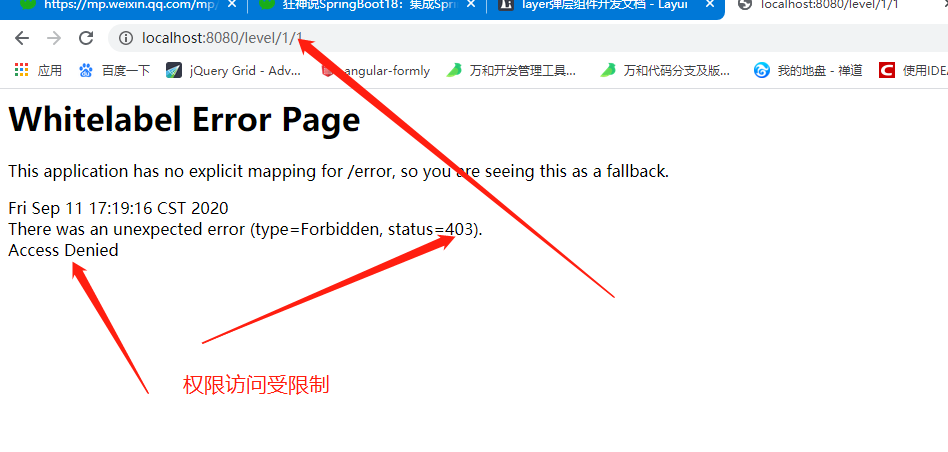 https://mp.weixin.qq.com/mp/
狂神说SpringBoot18：集成Spri
layer弹层组件开发文档 - Layui
localhost:8080/level/1/1
localhost:8080/level/1/1
应用
百度一下
jQuery Grid - Adv...
angular-formly
万和开发管理工具...
万和代码分支及版...
我的地盘 - 禅道
使用IDEA
Whitelabel Error Page
This application has no explicit mapping for /error, so you are seeing this as a fallback.
Fri Sep 11 17:19:16 CST 2020
There was an unexpected error (type=Forbidden, status=403).
Access Denied
权限访问受限制